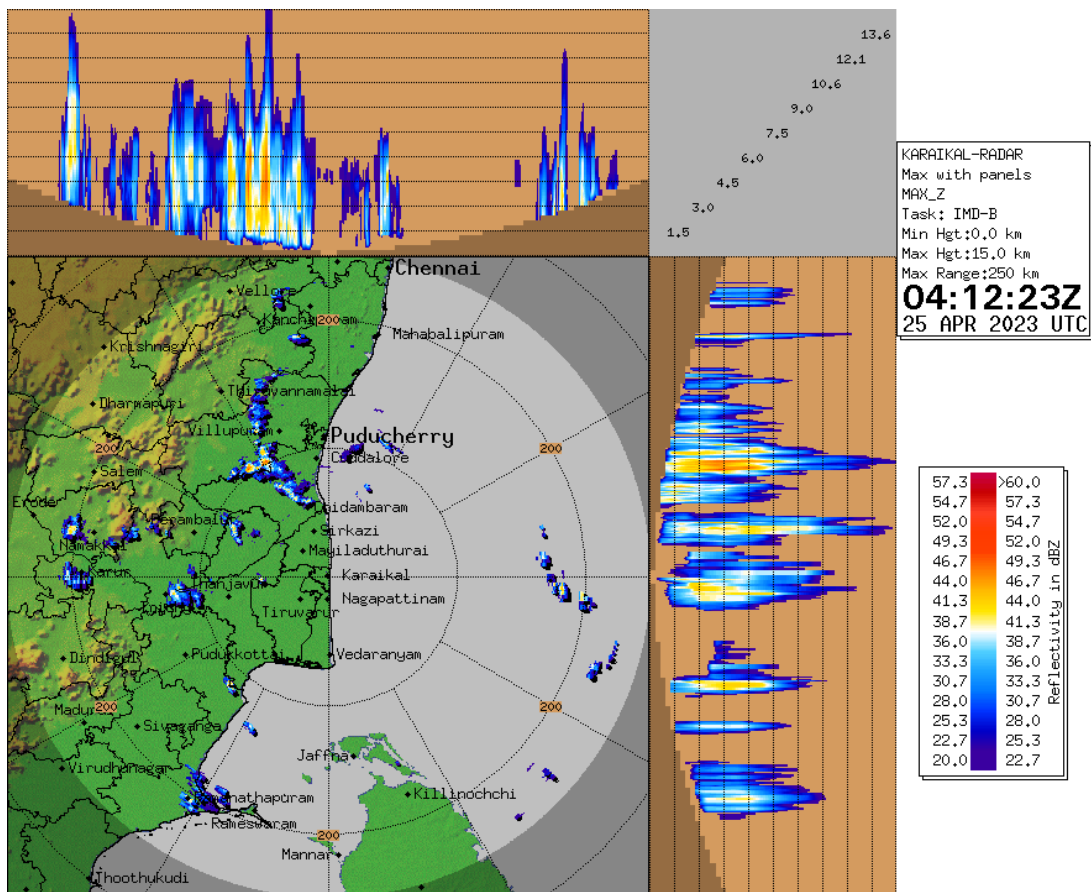 13.6
12.1
10.6
9.0
7.5
6.0
4.5
3.0
1.5
KARAIKAL-RADAR
Max with panels
MAX_Z
Task: IMD-B
Min Hgt:0.0 km
Max Hgt:15.0 km
Max Range:250 km
04:12:23Z
25 APR 2023 UTC
Chennai
Vellore
200
Mahabalipuram
Krishnagiri
Thiruvannamalai
Dharmapuri
Villupuram
Puducherry
200
200
Cuddalore
Salem
Erode
Sirkazi
Mayiladuthurai
Namakkal
Karur
Karaikal
Thanjavur
Nagapattinam
Tiruvarur
Pudukkottai
Vedaranyam
Dindigul
200
200
Sivaganga
Jaffna
Virudhunagar
Killinochchi
Rameswaram
200
Mannar
Thoothukudi
57.3 >60.0
54.7 57.3
52.0 54.7
49.3 52.0
46.7 49.3
44.0 46.7
41.3 44.0
38.7 41.3
36.0 38.7
33.3 36.0
30.7 33.3
28.0 30.7
25.3 28.0
22.7 25.3
20.0 22.7
Reflectivity in dBZ